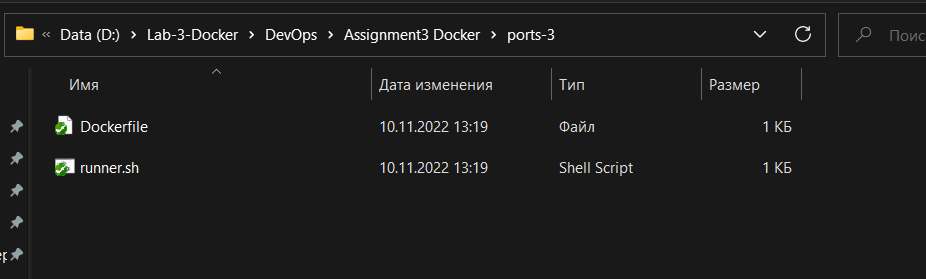 « Data (D:) > Lab-3-Docker > DevOps > Assignment3 Docker > ports-3 Поис
Имя Дата изменения Тип Размер
Dockerfile 10.11.2022 13:19 Файл 1 КБ
runner.sh 10.11.2022 13:19 Shell Script 1 КБ